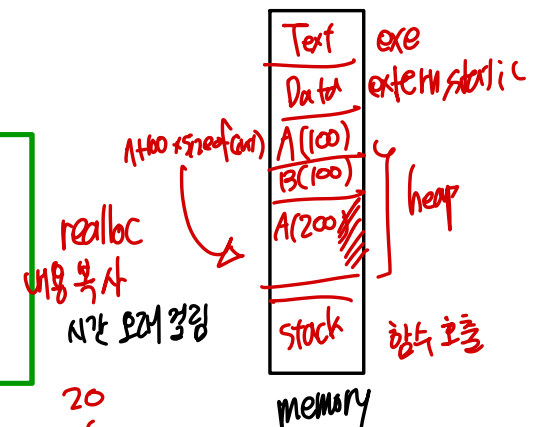 Text exe
Data extern static
A+100*sizeof(int) A(100)
B(100)
heap
A(200)
realloc
내용 복사
시간 오래 걸림
stack 함수 호출
20
memory